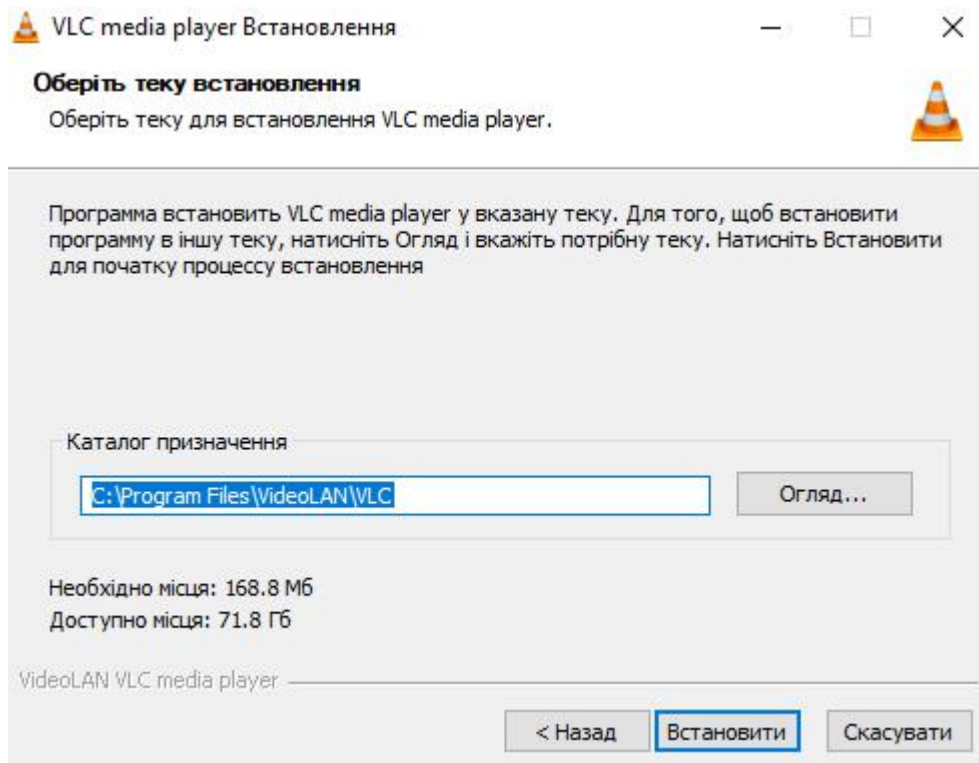 VLC media player Встановлення
Оберіть теку встановлення
Оберіть теку для встановлення VLC media player.
Программа встановить VLC media player у вказану теку. Для того, щоб встановити
программу в іншу теку, натисніть Огляд і вкажіть потрібну теку. Натисніть Встановити
для початку процессу встановлення
Каталог призначення
C:\Program Files\VideoLAN\VLC
Огляд...
Необхідно місця: 168.8 Мб
Доступно місця: 71.8 Гб
VideoLAN VLC media player
< Назад
Встановити
Скасувати